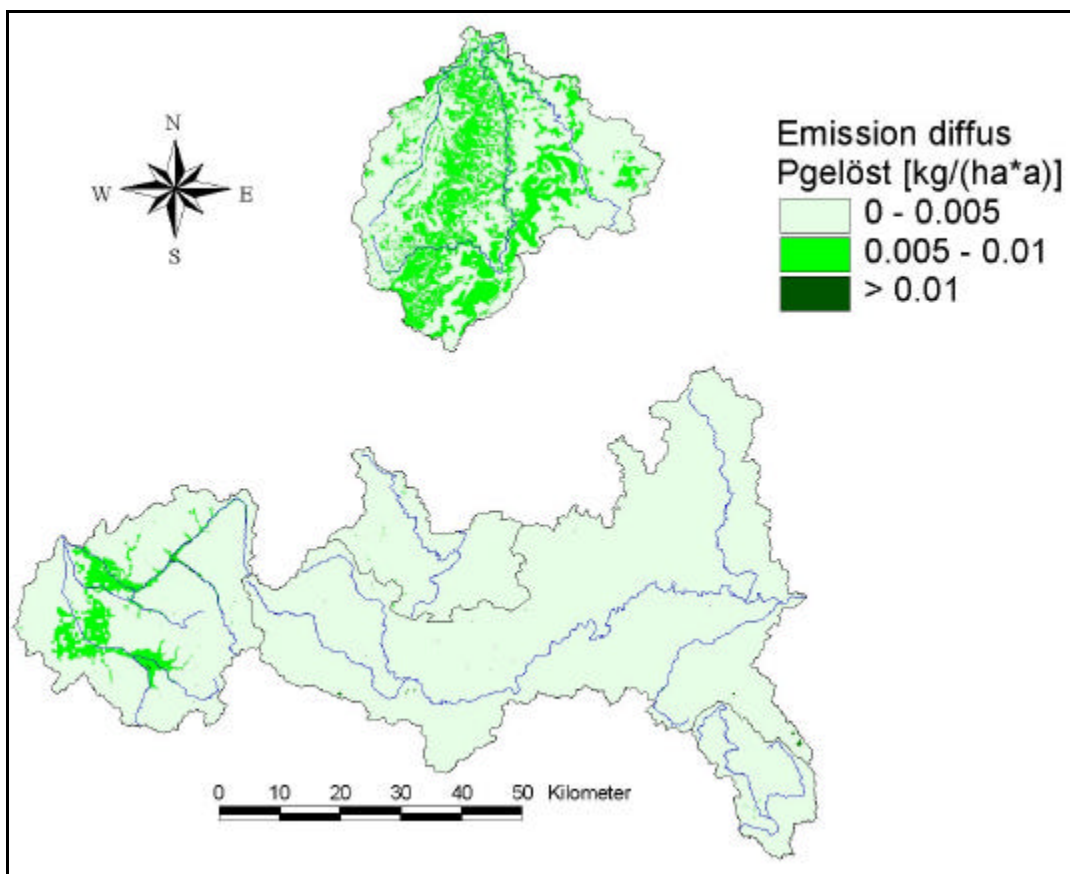 N
W E
S
Emission diffus
Pgelöst [kg/(ha*a)]
0 - 0.005
0.005 - 0.01
> 0.01
0 10 20 30 40 50 Kilometer